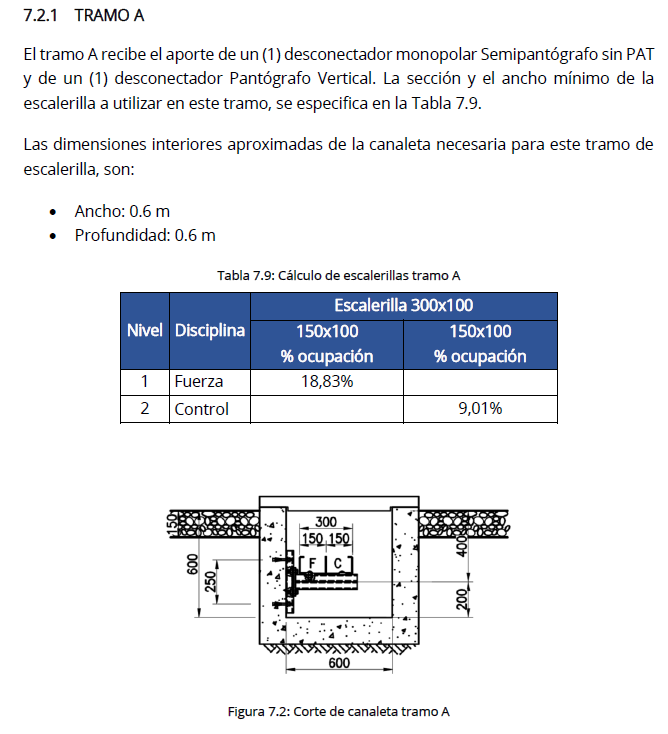 7.2.1 TRAMO A
El tramo A recibe el aporte de un (1) desconectador monopolar Semipantógrafo sin PAT
y de un (1) desconectador Pantógrafo Vertical. La sección y el ancho mínimo de la
escalerilla a utilizar en este tramo, se especifica en la Tabla 7.9.
Las dimensiones interiores aproximadas de la canaleta necesaria para este tramo de
escalerilla, son:
• Ancho: 0.6 m
• Profundidad: 0.6 m
Tabla 7.9: Cálculo de escalerillas tramo A
Escalerilla 300x100
Nivel Disciplina 150x100 150x100
% ocupación % ocupación
1 Fuerza 18,83%
2 Control 9,01%
300
150 150
F C
150
600
250
400
200
600
Figura 7.2: Corte de canaleta tramo A